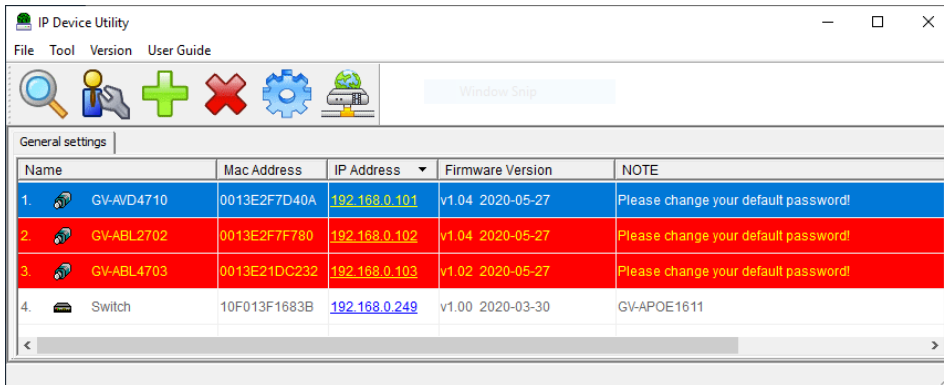 IP Device Utility
File Tool Version User Guide
Window Snip
General settings
Name Mac Address IP Address Firmware Version NOTE
1. GV-AVD4710 0013E2F7D40A 192.168.0.101 v1.04 2020-05-27 Please change your default password!
2. GV-ABL2702 0013E2F7F780 192.168.0.102 v1.04 2020-05-27 Please change your default password!
3. GV-ABL4703 0013E21DC232 192.168.0.103 v1.02 2020-05-27 Please change your default password!
4. Switch 10F013F1683B 192.168.0.249 v1.00 2020-03-30 GV-APOE1611